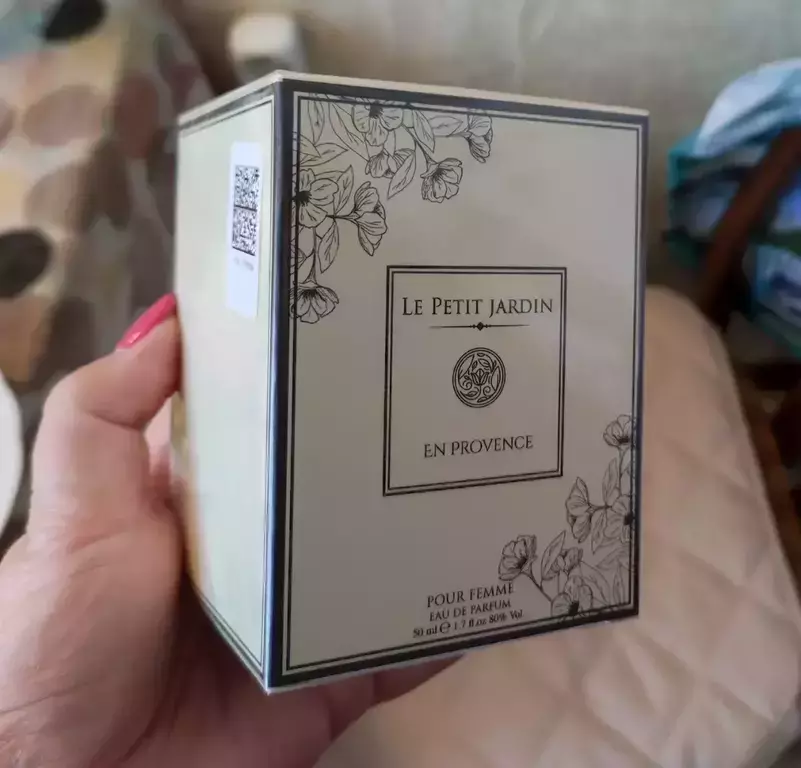 LE PETIT JARDIN
EN PROVENCE
POUR FEMME
EAU DE PARFUM
50 ml ℮ 1.7 fl.oz 80% Vol.